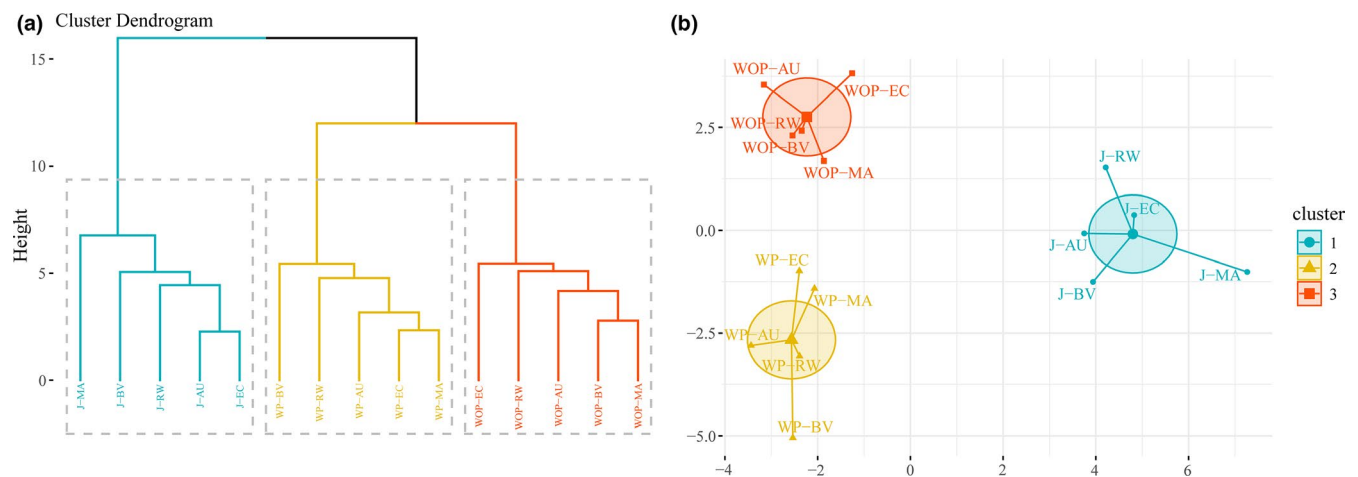 (a) Cluster Dendrogram
15
10
5
0
Height
J−MA
J−BV
J−RW
J−AU
J−EC
WP−BV
WP−RW
WP−AU
WP−EC
WP−MA
WOP−EC
WOP−RW
WOP−AU
WOP−BV
WOP−MA
(b)
2.5
0.0
−2.5
−5.0
−4
−2
0
2
4
6
WOP−AU
WOP−EC
WOP−RW
WOP−BV
WOP−MA
J−RW
J−EC
J−AU
J−MA
J−BV
WP−EC
WP−MA
WP−AU
WP−RW
WP−BV
cluster
1
2
3